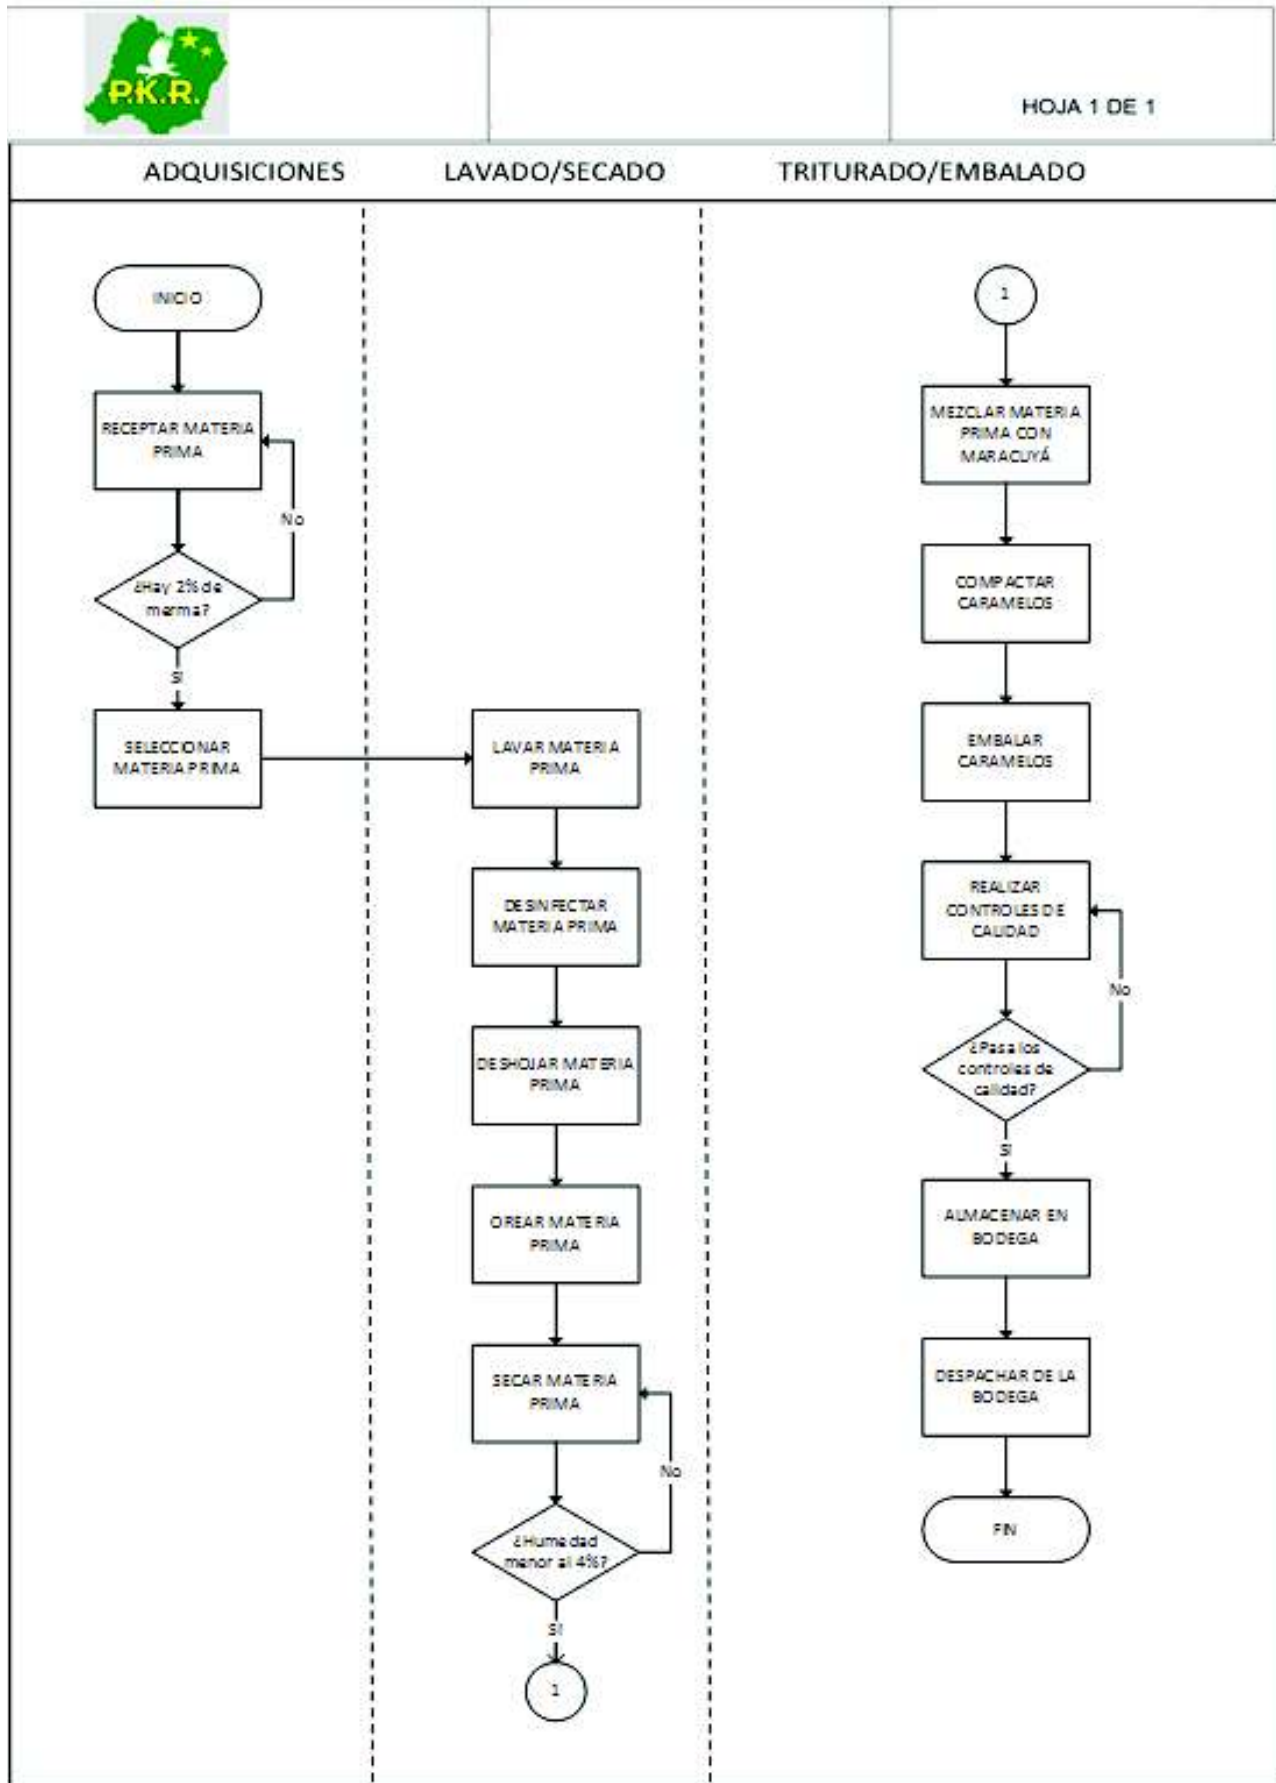 P.K.R.
HOJA 1 DE 1
ADQUISICIONES
LAVADO/SECADO
TRITURADO/EMBALADO
INICIO
RECEPTAR MATERIA
PRIMA
No
¿Hay 2% de
merma?
SI
SELECCIONAR
MATERIA PRIMA
LAVAR MATERIA
PRIMA
DESINFECTAR
MATERIA PRIMA
DESHOJAR MATERIA
PRIMA
OREAR MATERIA
PRIMA
SECAR MATERIA
PRIMA
No
¿Humedad
menor al 4%?
SI
1
1
MEZCLAR MATERIA
PRIMA CON
MARACUYÁ
COMPACTAR
CARAMELOS
EMBALAR
CARAMELOS
REALIZAR
CONTROLES DE
CALIDAD
No
¿Pasa los
controles de
calidad?
SI
ALMACENAR EN
BODEGA
DESPACHAR DE LA
BODEGA
FIN